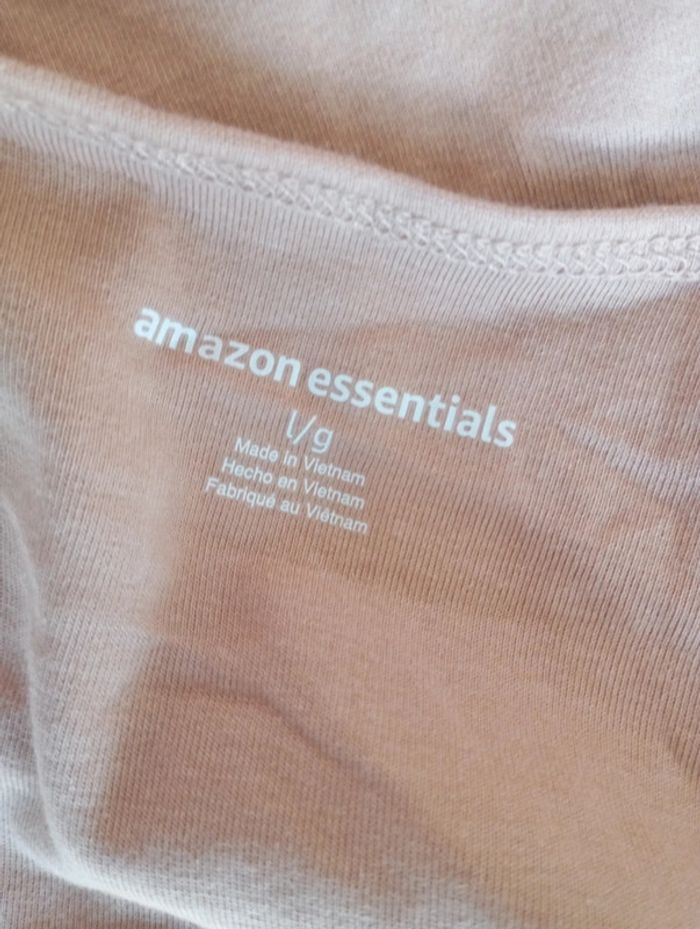 amazon essentials
l/g
Made in Vietnam
Hecho en Vietnam
Fabriqué au Viêtnam